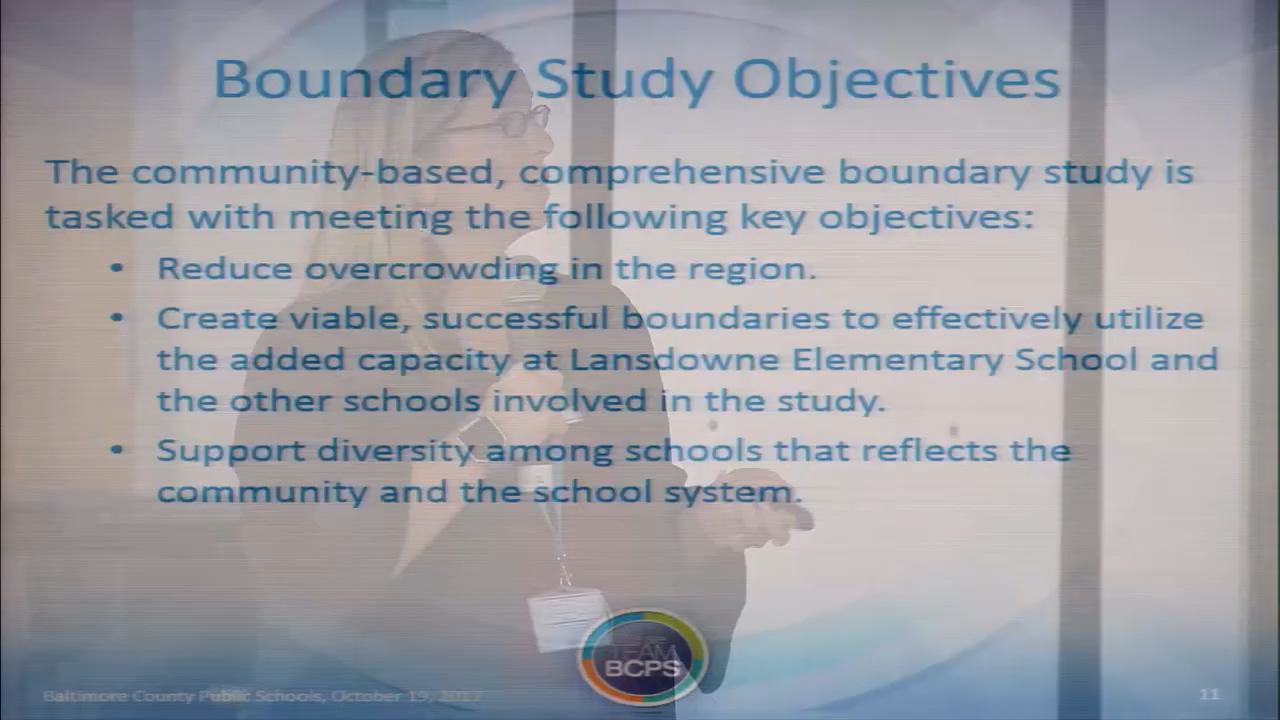 Boundary Study Objectives
The community-based, comprehensive boundary study is
tasked with meeting the following key objectives:
• Reduce overcrowding in the region.
• Create viable, successful boundaries to effectively utilize
the added capacity at Lansdowne Elementary School and
the other schools involved in the study.
• Support diversity among schools that reflects the
community and the school system.
TEAM
BCPS
Baltimore County Public Schools, October 19, 2017
11